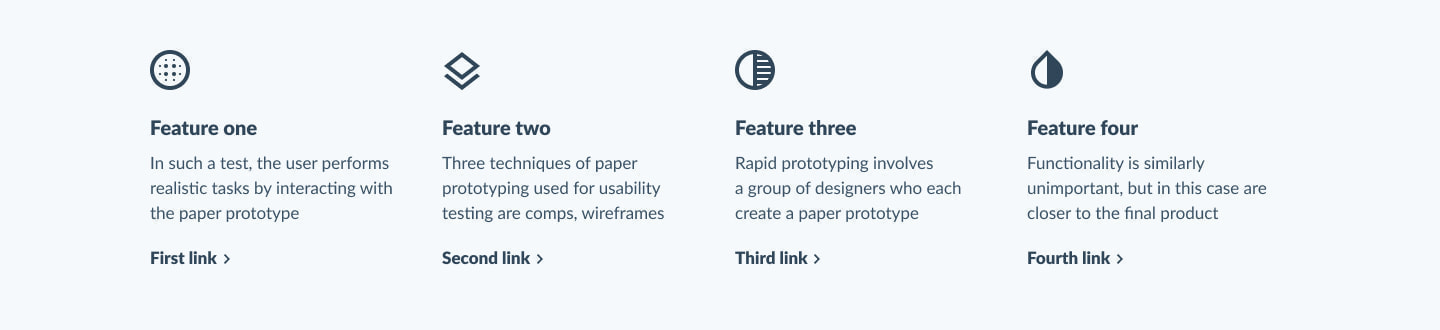 Feature one
In such a test, the user performs
realistic tasks by interacting with
the paper prototype
First link
Feature two
Three techniques of paper
prototyping used for usability
testing are comps, wireframes
Second link
Feature three
Rapid prototyping involves
a group of designers who each
create a paper prototype
Third link
Feature four
Functionality is similarly
unimportant, but in this case are
closer to the final product
Fourth link